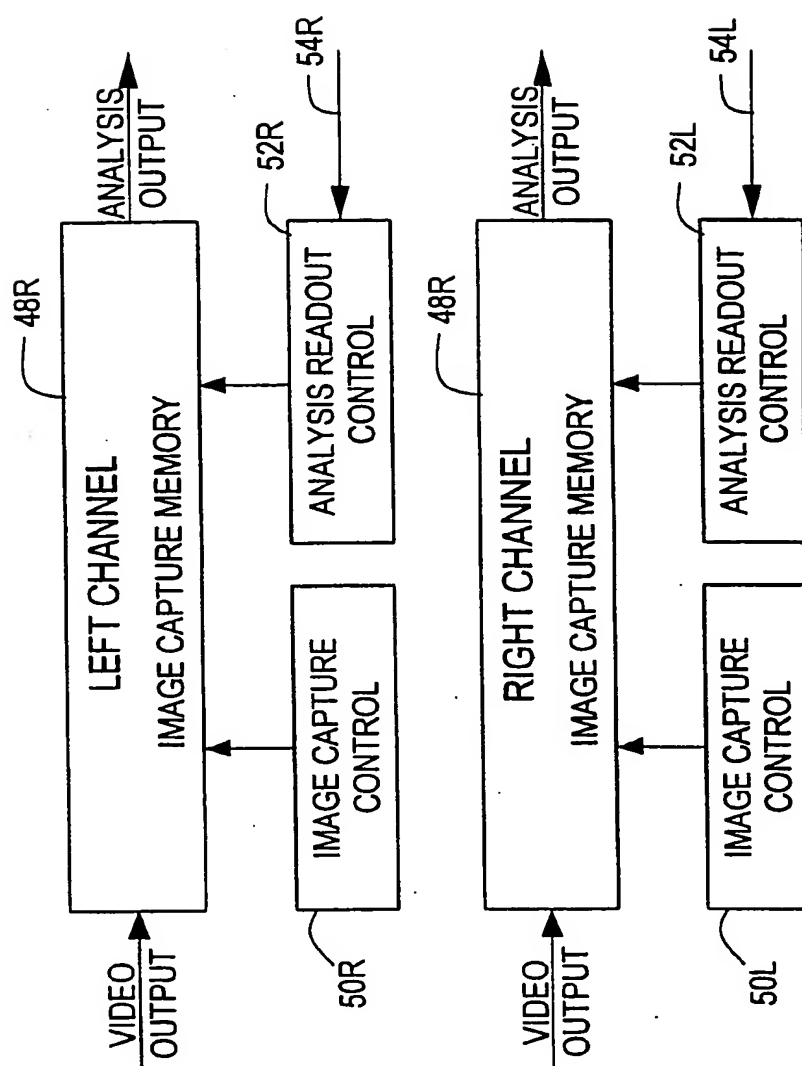 48R
LEFT CHANNEL
IMAGE CAPTURE MEMORY
VIDEO
OUTPUT
ANALYSIS
OUTPUT
50R
IMAGE CAPTURE
CONTROL
52R
ANALYSIS READOUT
CONTROL
54R
48R
RIGHT CHANNEL
IMAGE CAPTURE MEMORY
VIDEO
OUTPUT
ANALYSIS
OUTPUT
50L
IMAGE CAPTURE
CONTROL
52L
ANALYSIS READOUT
CONTROL
54L